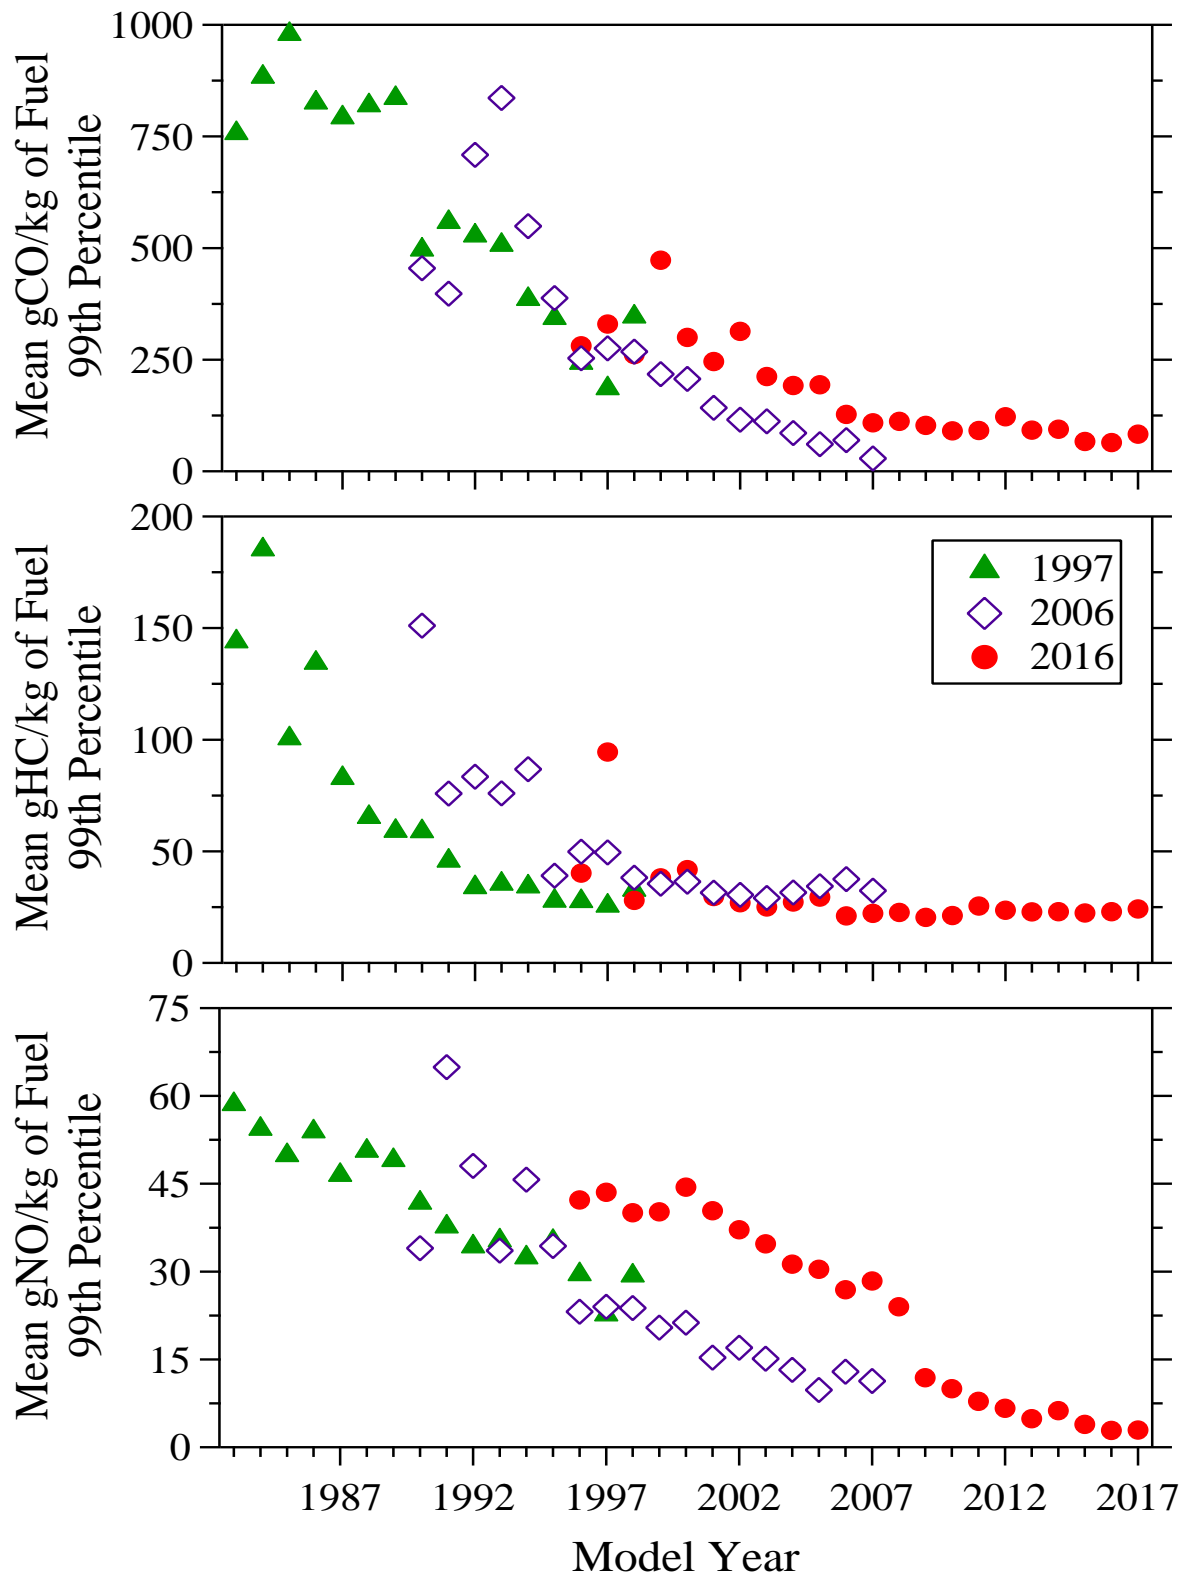 Mean gCO/kg of Fuel
99th Percentile
1000
750
500
250
0
Mean gHC/kg of Fuel
99th Percentile
200
150
100
50
0
1997
2006
2016
Mean gNO/kg of Fuel
99th Percentile
75
60
45
30
15
0
1987 1992 1997 2002 2007 2012 2017
Model Year